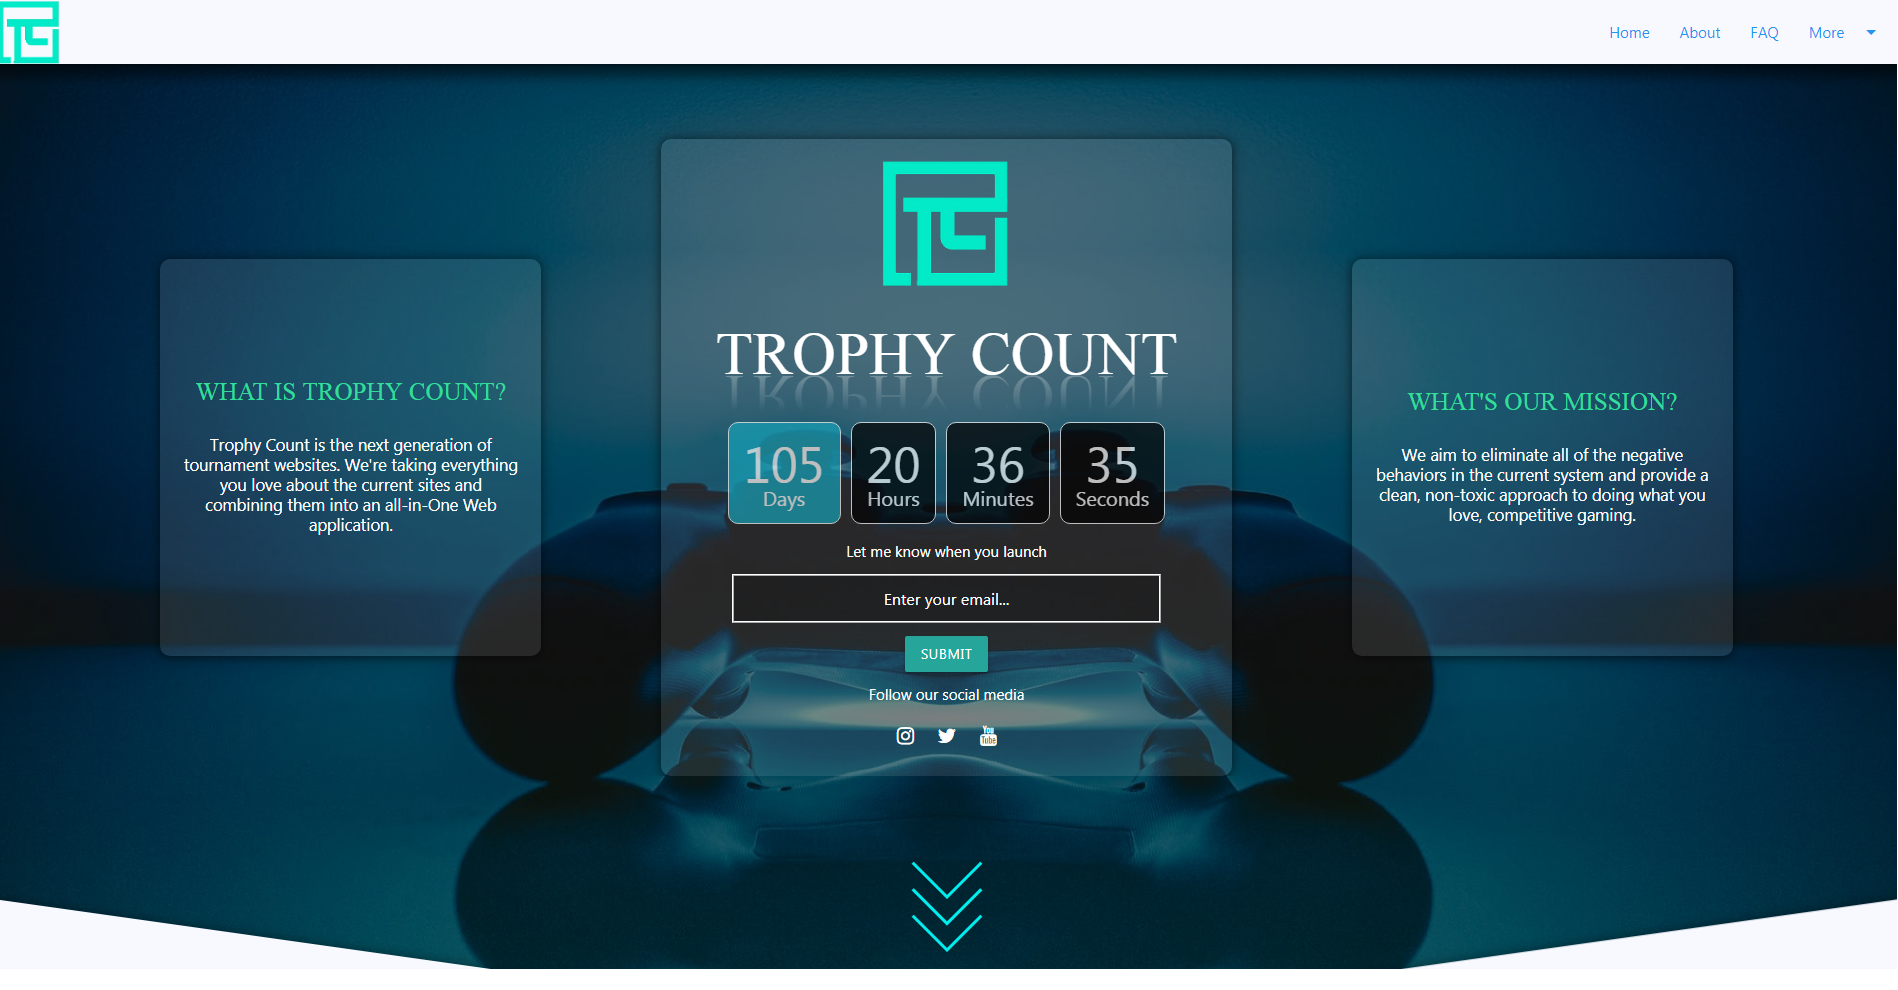 Home About FAQ More
TROPHY COUNT
WHAT IS TROPHY COUNT?
Trophy Count is the next generation of
tournament websites. We're taking everything
you love about the current sites and
combining them into an all-in-One Web
application.
105 20 36 35
Days Hours Minutes Seconds
Let me know when you launch
Enter your email...
SUBMIT
Follow our social media
You
Tube
WHAT'S OUR MISSION?
We aim to eliminate all of the negative
behaviors in the current system and provide a
clean, non-toxic approach to doing what you
love, competitive gaming.